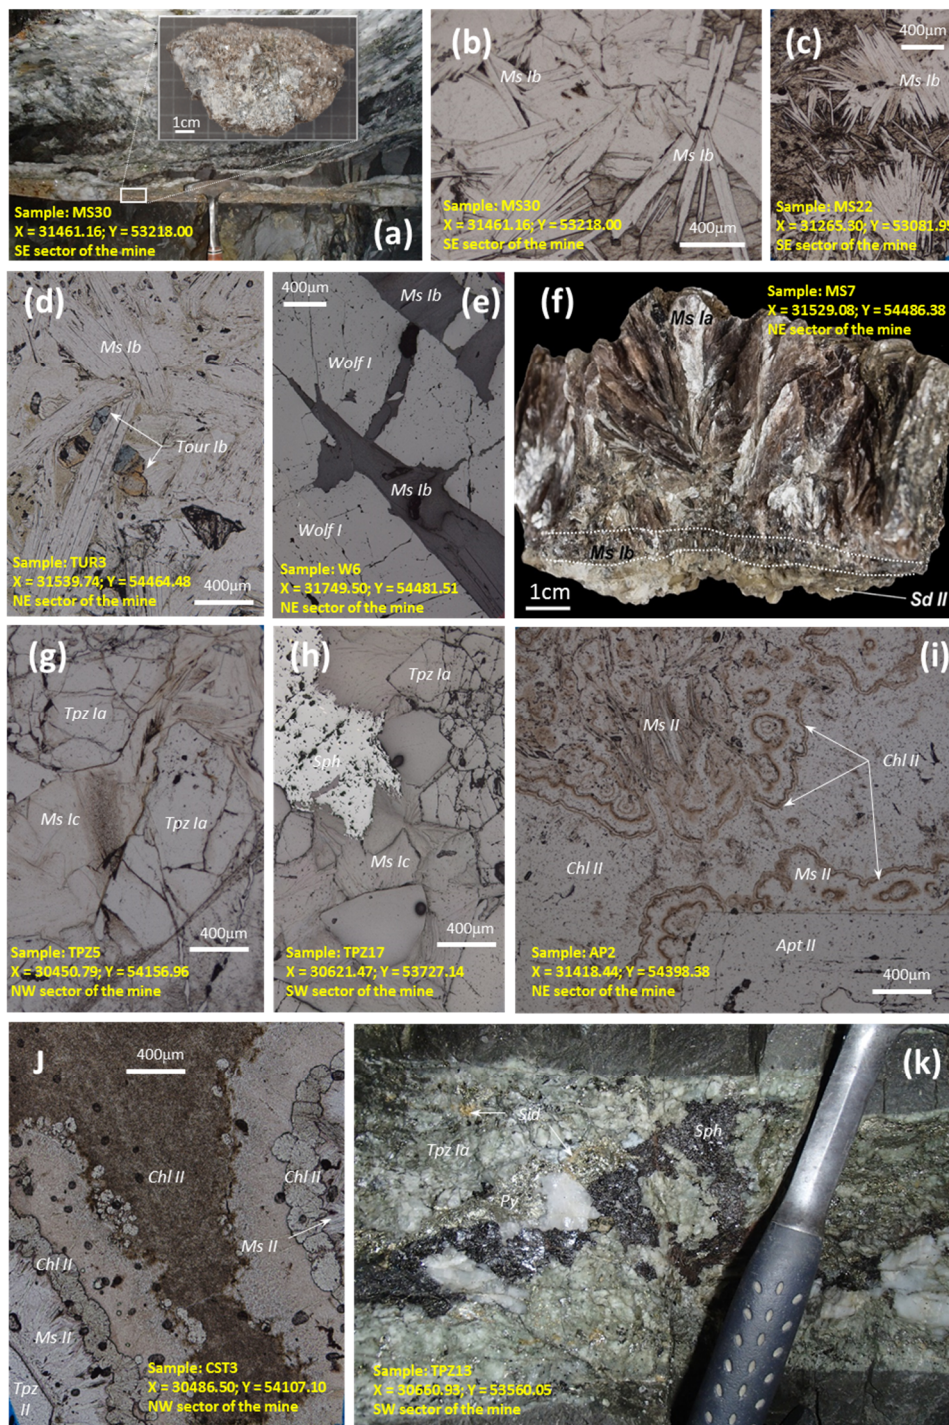 1cm
Sample: MS30
X = 31461.16; Y = 53218.00
SE sector of the mine
(a)
(b)
Ms Ib
Ms Ib
Sample: MS30
X = 31461.16; Y = 53218.00
SE sector of the mine
400µm
(c)
400µm
Ms Ib
Sample: MS22
X = 31265.30; Y = 53081.95
SE sector of the mine
(d)
Ms Ib
Tour Ib
Sample: TUR3
X = 31539.74; Y = 54464.48
NE sector of the mine
400µm
400µm
(e)
Ms Ib
Wolf I
Ms Ib
Wolf I
Sample: W6
X = 31749.50; Y = 54481.51
NE sector of the mine
(f)
Sample: MS7
X = 31529.08; Y = 54486.38
NE sector of the mine
Ms Ia
Ms Ib
1cm
Sd II
(g)
Tpz Ia
Ms Ic
Tpz Ia
400µm
Sample: TPZ5
X = 30450.79; Y = 54156.96
NW sector of the mine
(h)
Tpz Ia
Sph
Ms Ic
400µm
Sample: TPZ17
X = 30621.47; Y = 53727.14
SW sector of the mine
(i)
Ms II
Chl II
Chl II
Ms II
Apt II
Sample: AP2
X = 31418.44; Y = 54398.38
NE sector of the mine
400µm
J
400µm
Chl II
Chl II
Ms II
Chl II
Ms II
Tpz
II
Sample: CST3
X = 30486.50; Y = 54107.10
NW sector of the mine
(k)
Sid
Tpz Ia
Sph
Py
Sample: TPZ13
X = 30660.93; Y = 53560.05
SW sector of the mine